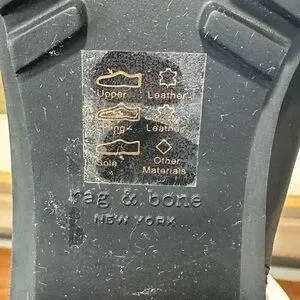 Upper Leather
Lining Leather
Sole Other
Materials
rag & bone
NEW YORK